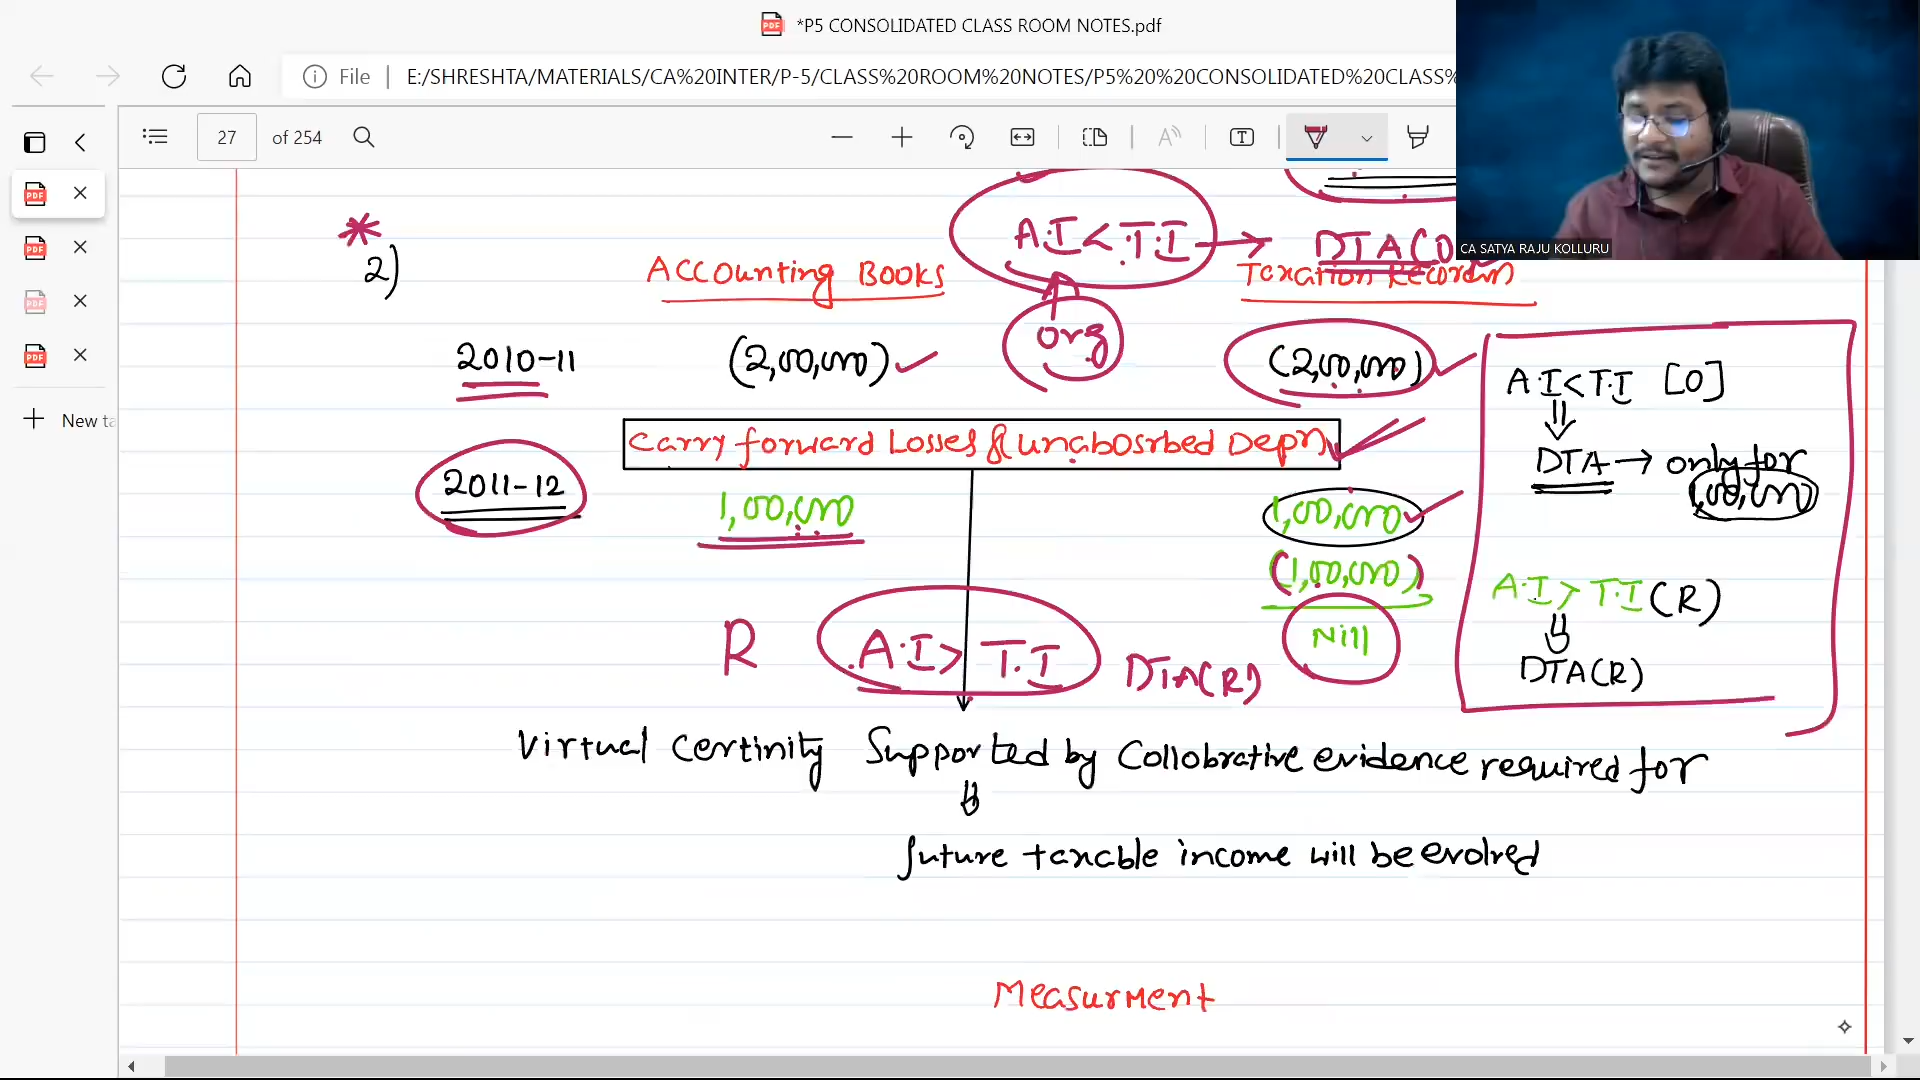 *P5 CONSOLIDATED CLASS ROOM NOTES.pdf
File | E:/SHRESHTA/MATERIALS/CA%20INTER/P-5/CLASS%20ROOM%20NOTES/P5%20%20CONSOLIDATED%20CLASS%
27 of 254
CA SATYA RAJU KOLLURU
A.I < T.I → DTA(O
* 2) Accounting Books Taxation Records
org
2010-11 (2,00,000) (2,00,000)
A.I < T.I [O]
Carry forward Losses & unabosrbed Depn
DTA → only for
1,00,000
New ta
2011-12 1,00,000 1,00,000
(1,00,000)
A.I > T.I (R)
Nill
R A.I > T.I DTA(R)
DTA(R)
Virtual Certinity Supported by Collobrative evidence required for
future taxable income will be evolved
Measurment